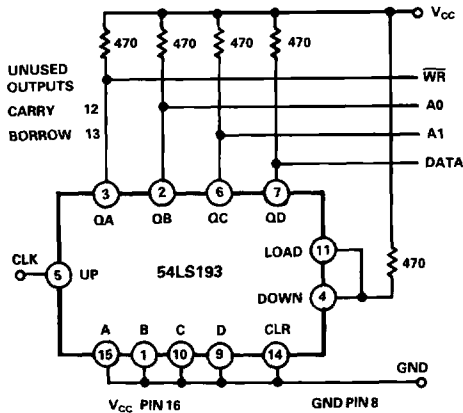 VCC
470 470 470 470
UNUSED
OUTPUTS
WR
CARRY 12
A0
BORROW 13
A1
DATA
3 2 6 7
QA QB QC QD
LOAD 11
CLK
5 UP
54LS193
470
DOWN 4
A B C D CLR
15 1 10 9 14
GND
VCC PIN 16 GND PIN 8